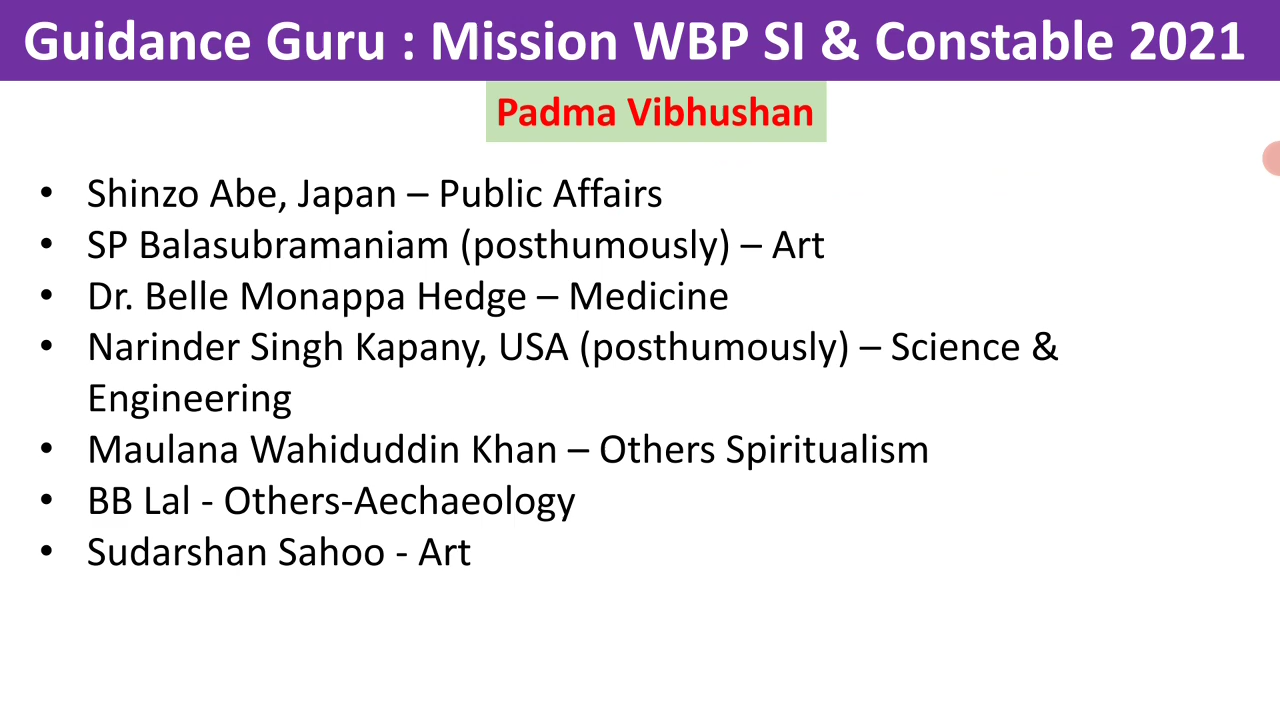 Guidance Guru : Mission WBP SI & Constable 2021
Padma Vibhushan
• Shinzo Abe, Japan – Public Affairs
• SP Balasubramaniam (posthumously) – Art
• Dr. Belle Monappa Hedge – Medicine
• Narinder Singh Kapany, USA (posthumously) – Science &
Engineering
• Maulana Wahiduddin Khan – Others Spiritualism
• BB Lal - Others-Aechaeology
• Sudarshan Sahoo - Art